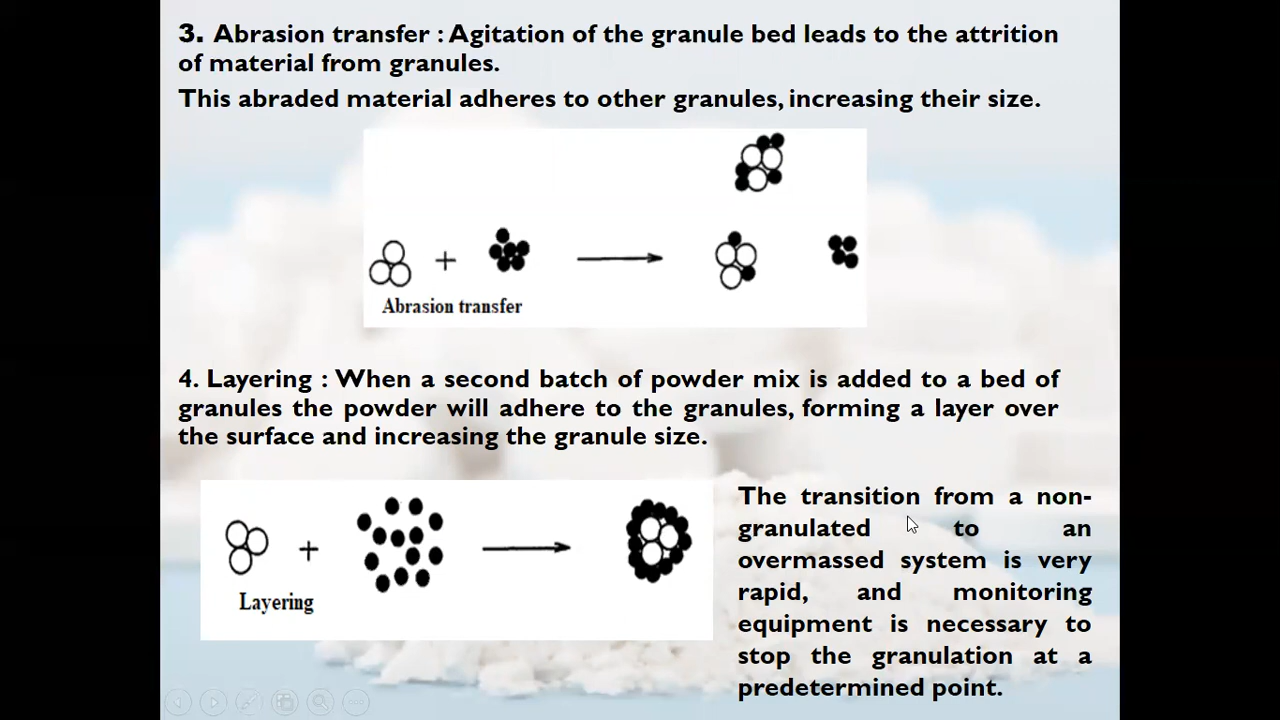 3. Abrasion transfer : Agitation of the granule bed leads to the attrition
of material from granules.
This abraded material adheres to other granules, increasing their size.
+
Abrasion transfer
4. Layering : When a second batch of powder mix is added to a bed of
granules the powder will adhere to the granules, forming a layer over
the surface and increasing the granule size.
+
Layering
The transition from a non-
granulated to an
overmassed system is very
rapid, and monitoring
equipment is necessary to
stop the granulation at a
predetermined point.